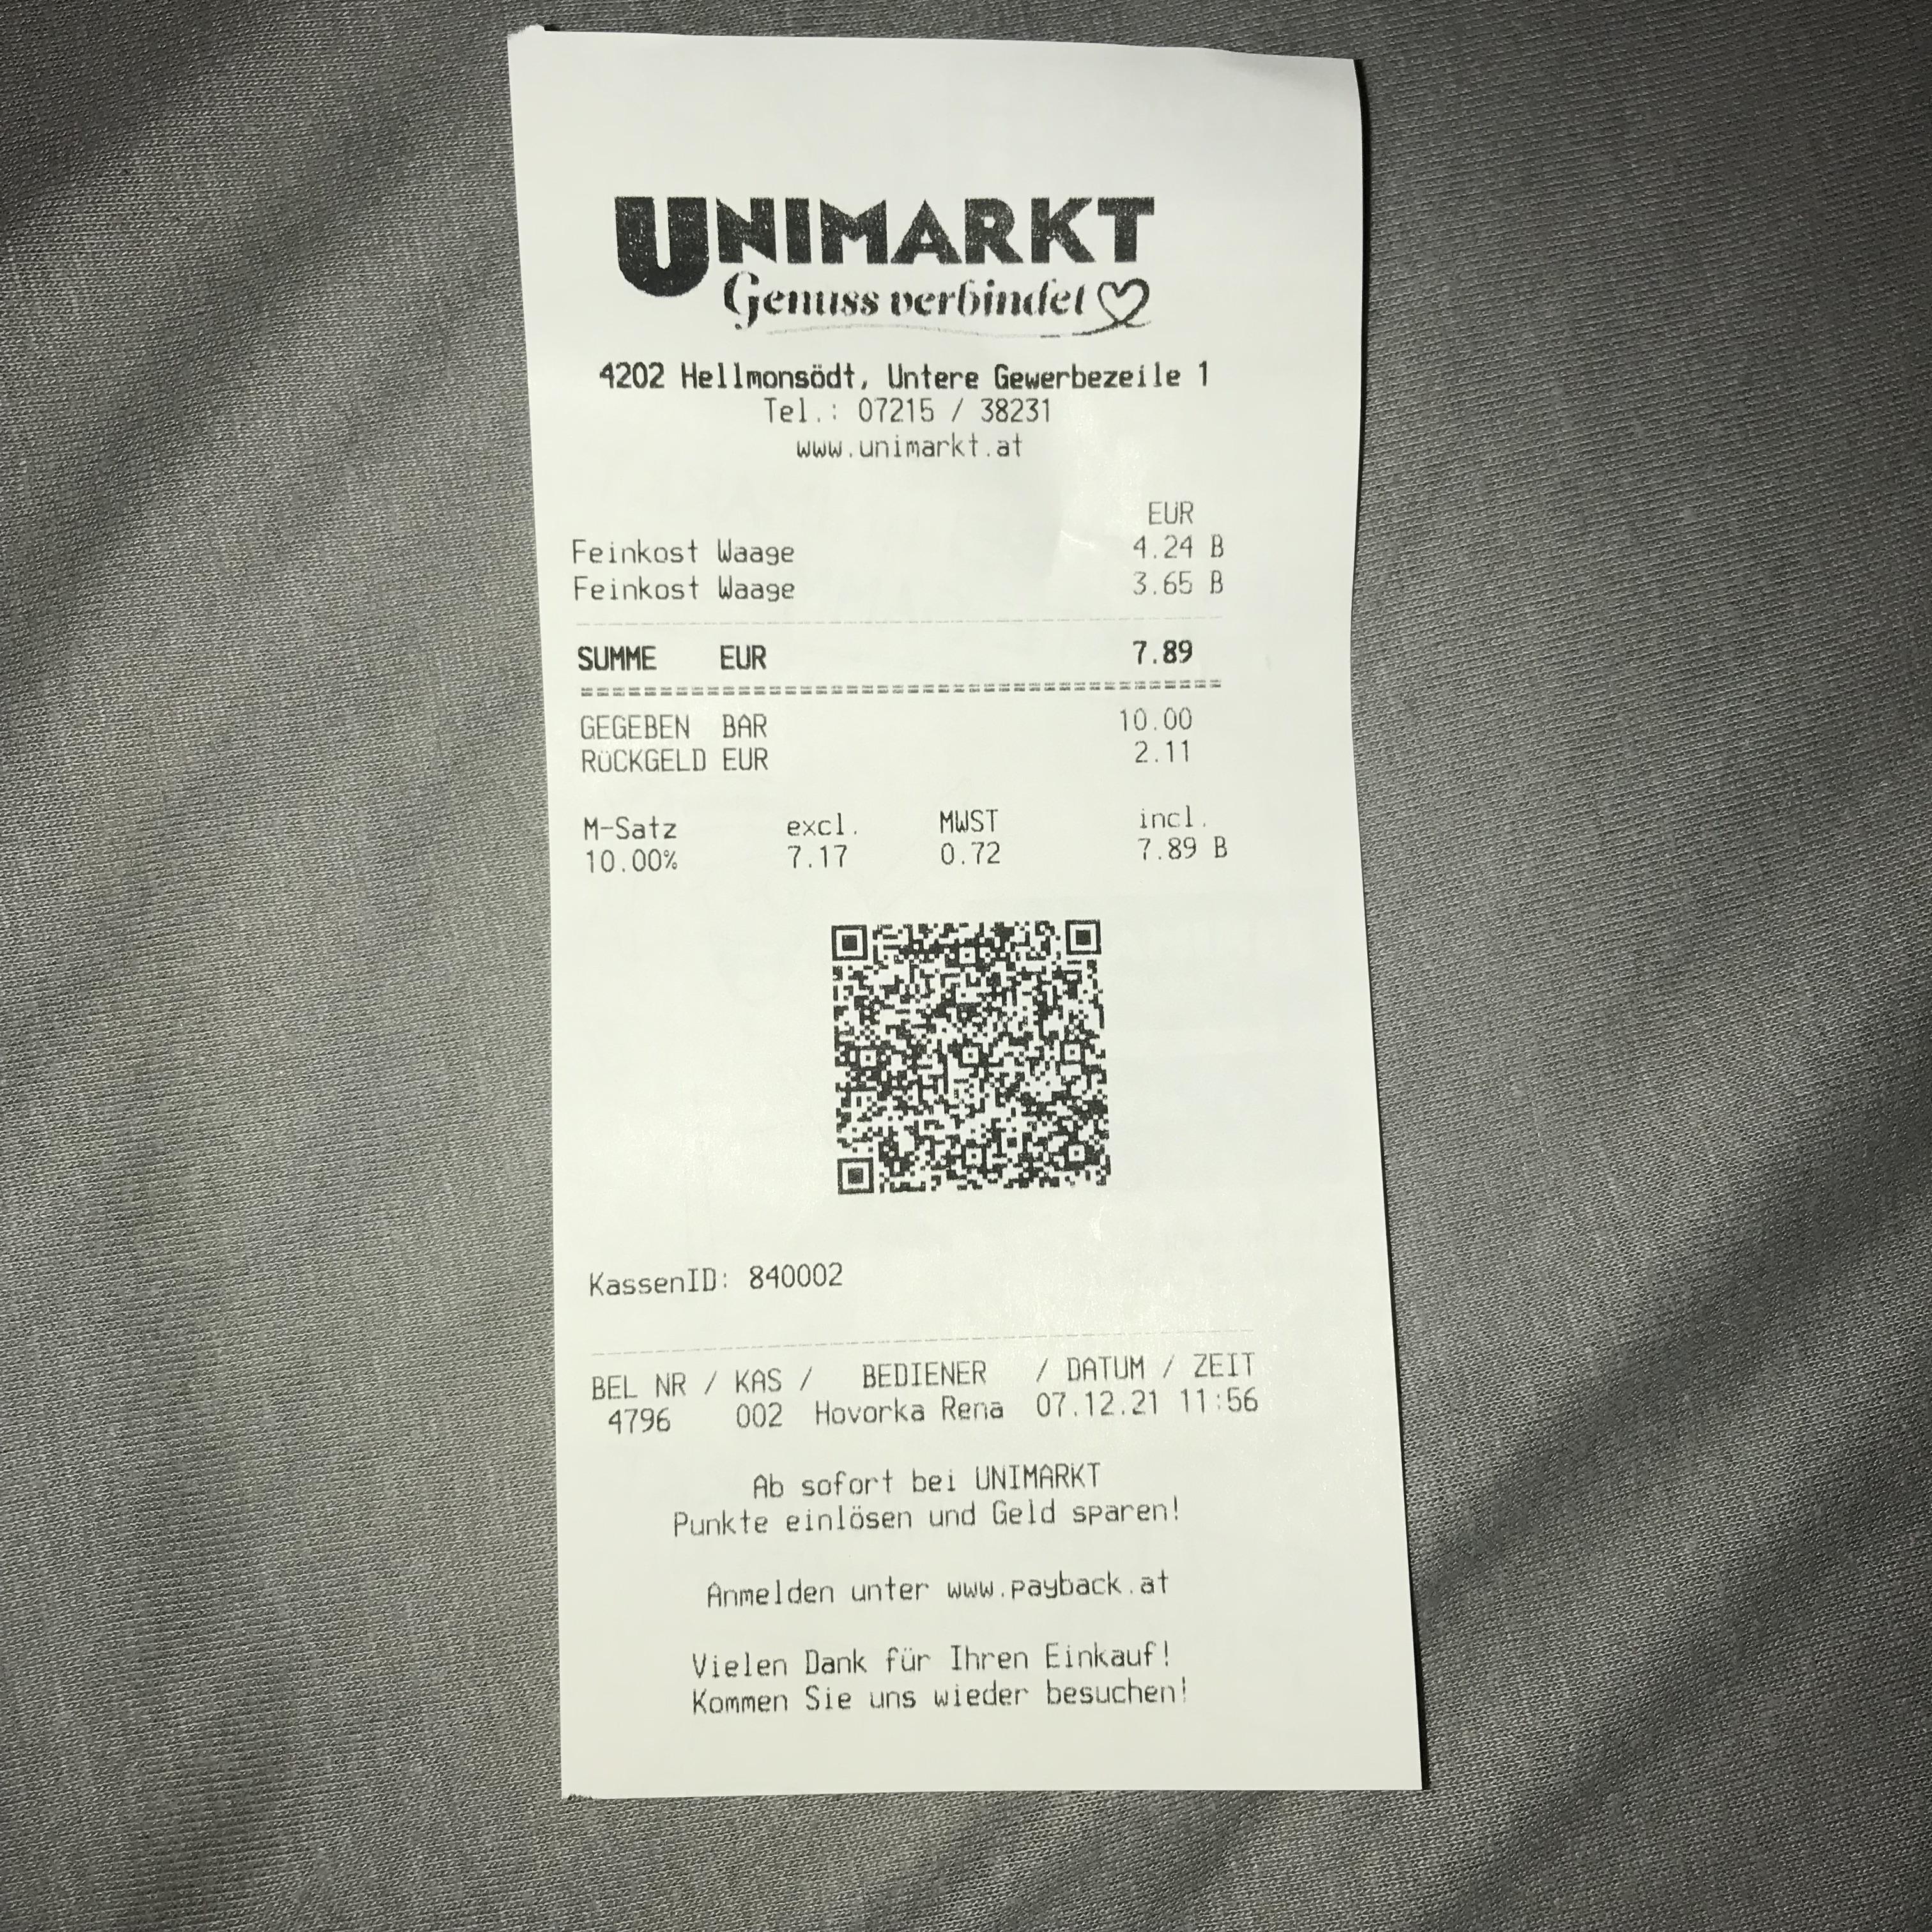 UNIMARKT
Genuss verbindet
4202 Hellmonsödt, Untere Gewerbezeile 1
Tel.: 07215 / 38231
www.unimarkt.at
EUR
Feinkost Waage 4.24 B
Feinkost Waage 3.65 B
SUMME EUR 7.89
GEGEBEN BAR 10.00
RÜCKGELD EUR 2.11
M-Satz excl. MWST incl.
10.00% 7.17 0.72 7.89 B
KassenID: 840002
BEL NR / KAS / BEDIENER / DATUM / ZEIT
4796 002 Hovorka Rena 07.12.21 11:56
Ab sofort bei UNIMARKT
Punkte einlösen und Geld sparen!
Anmelden unter www.payback.at
Vielen Dank für Ihren Einkauf!
Kommen Sie uns wieder besuchen!